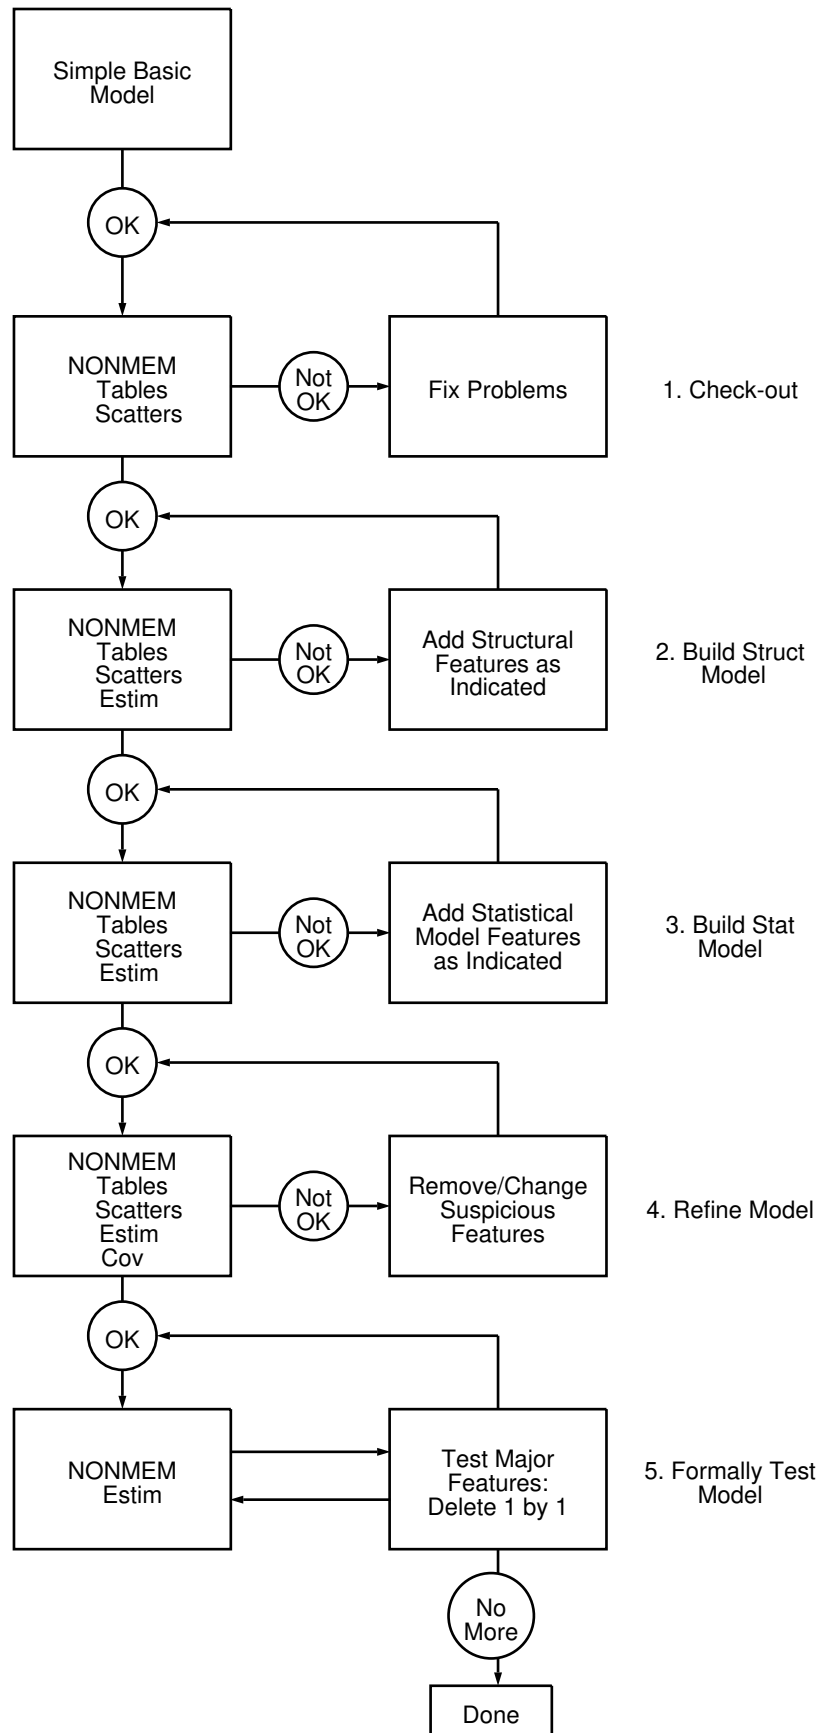 Simple Basic
Model
OK
NONMEM
Tables
Scatters
Not
OK
Fix Problems
1. Check-out
OK
NONMEM
Tables
Scatters
Estim
Not
OK
Add Structural
Features as
Indicated
2. Build Struct
Model
OK
NONMEM
Tables
Scatters
Estim
Not
OK
Add Statistical
Model Features
as Indicated
3. Build Stat
Model
OK
NONMEM
Tables
Scatters
Estim
Cov
Not
OK
Remove/Change
Suspicious
Features
4. Refine Model
OK
NONMEM
Estim
Test Major
Features:
Delete 1 by 1
5. Formally Test
Model
No
More
Done